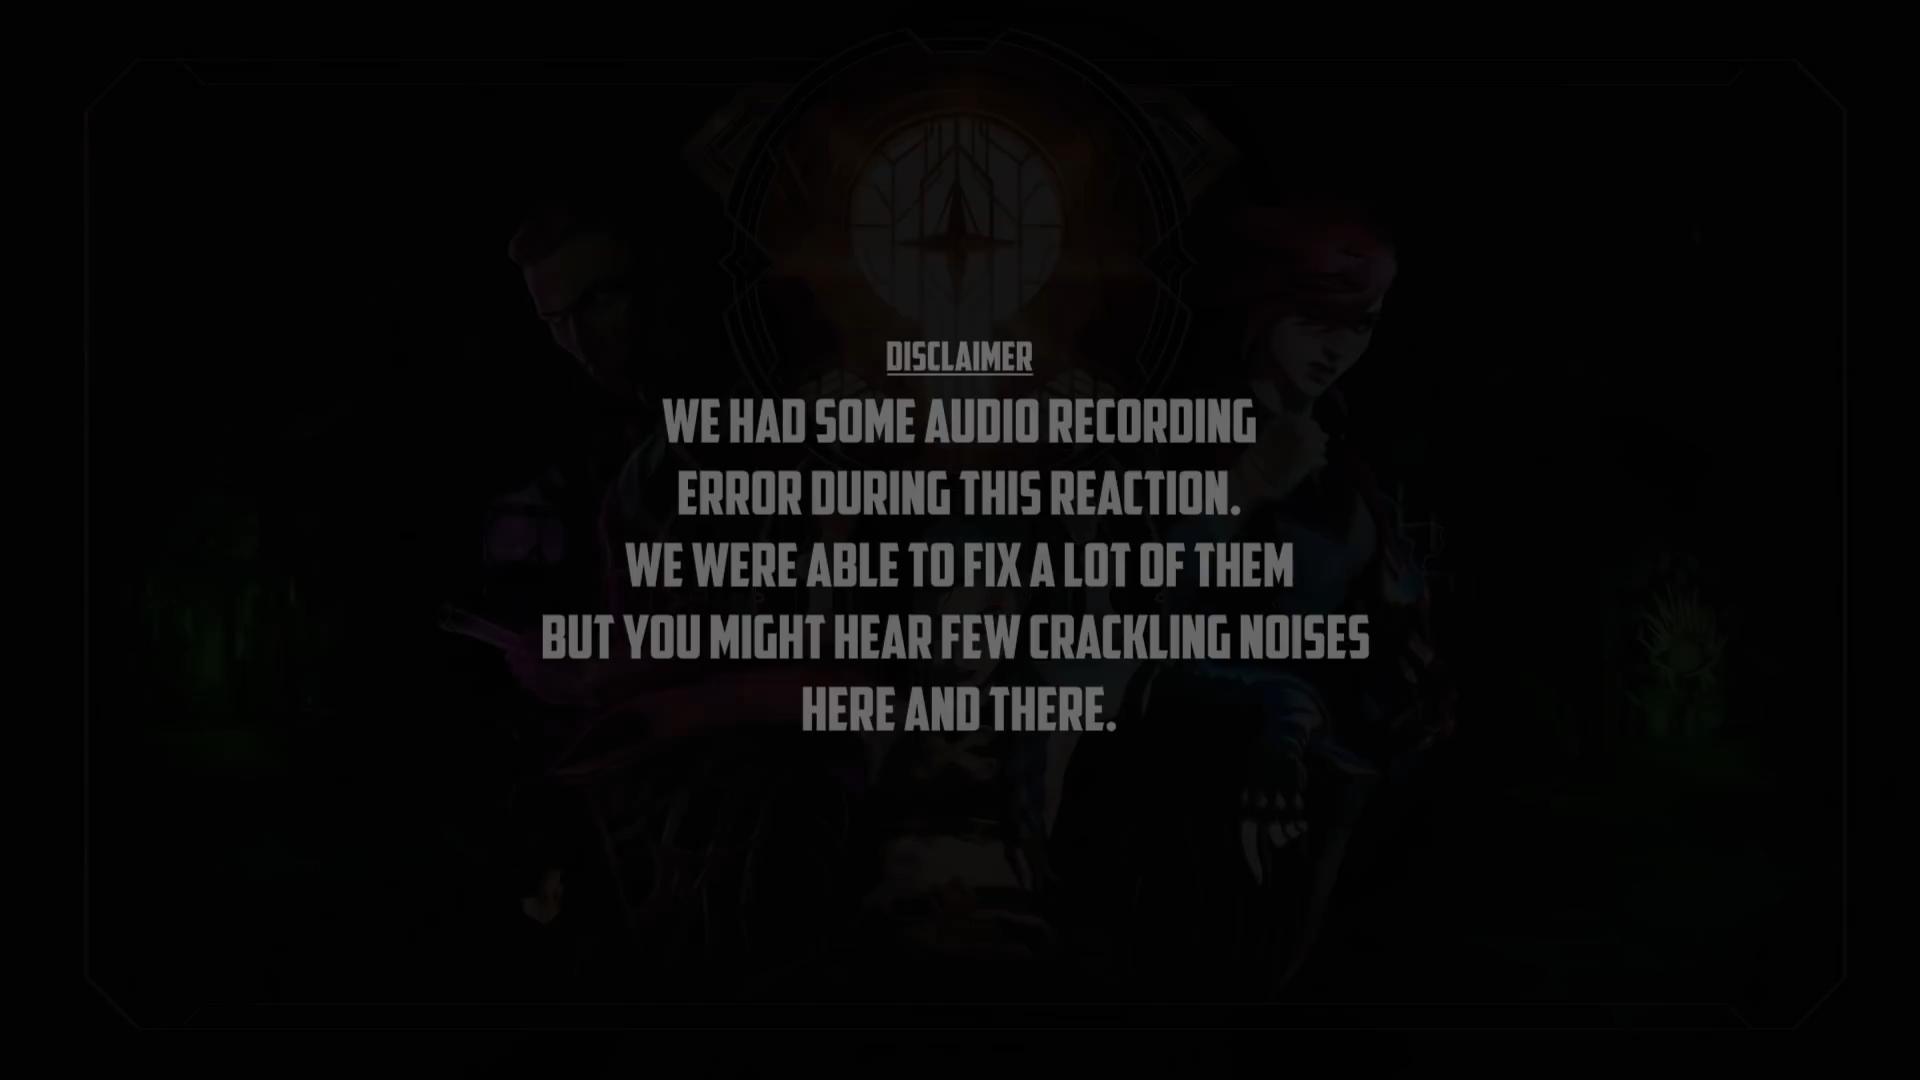 DISCLAIMER
WE HAD SOME AUDIO RECORDING
ERROR DURING THIS REACTION.
WE WERE ABLE TO FIX A LOT OF THEM
BUT YOU MIGHT HEAR FEW CRACKLING NOISES
HERE AND THERE.